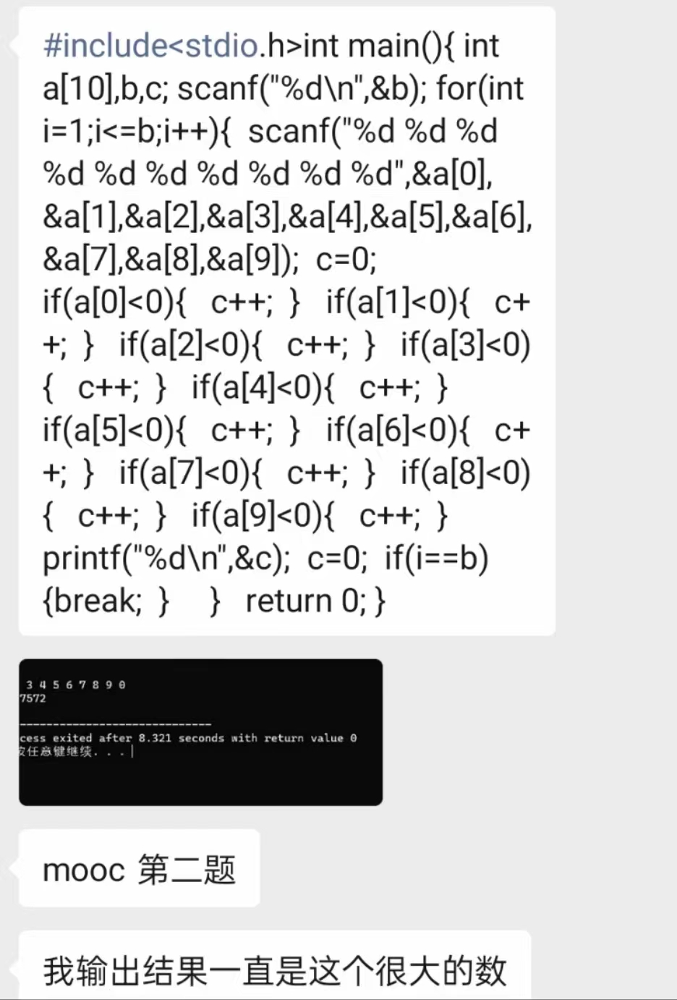 #include<stdio.h>int main(){ int
a[10],b,c; scanf("%d\n",&b); for(int
i=1;i<=b;i++){  scanf("%d %d %d
%d %d %d %d %d %d %d",&a[0],
&a[1],&a[2],&a[3],&a[4],&a[5],&a[6],
&a[7],&a[8],&a[9]);  c=0;
if(a[0]<0){   c++; }   if(a[1]<0){   c+
+; }   if(a[2]<0){   c++; }   if(a[3]<0)
{   c++; }   if(a[4]<0){   c++; }
if(a[5]<0){   c++; }   if(a[6]<0){   c+
+; }   if(a[7]<0){   c++; }   if(a[8]<0)
{   c++; }   if(a[9]<0){   c++; }
printf("%d\n",&c);  c=0;  if(i==b)
{break;  }     }   return 0; }
3 4 5 6 7 8 9 0
7572
-----------------------------
cess exited after 8.321 seconds with return value 0
任意键继续. . .
mooc 第二题
我输出结果一直是这个很大的数